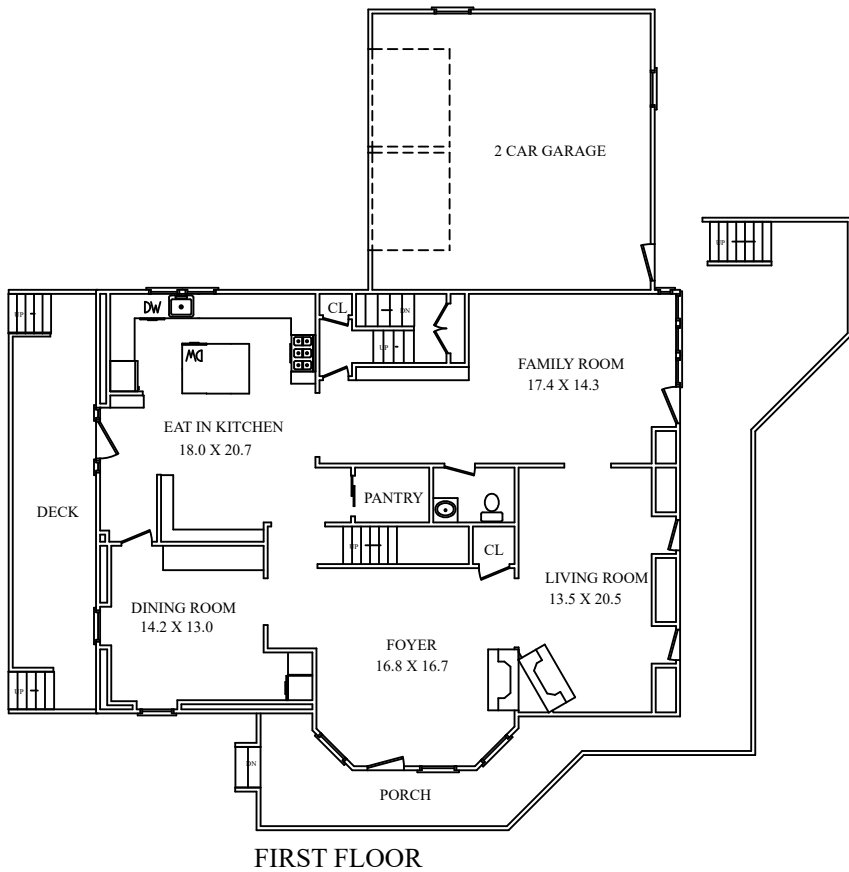 2 CAR GARAGE
UP
UP
DW
CL
DN
UP
DW
FAMILY ROOM
17.4 X 14.3
EAT IN KITCHEN
18.0 X 20.7
DECK
PANTRY
UP
CL
LIVING ROOM
13.5 X 20.5
DINING ROOM
14.2 X 13.0
FOYER
16.8 X 16.7
UP
DN
PORCH
FIRST FLOOR